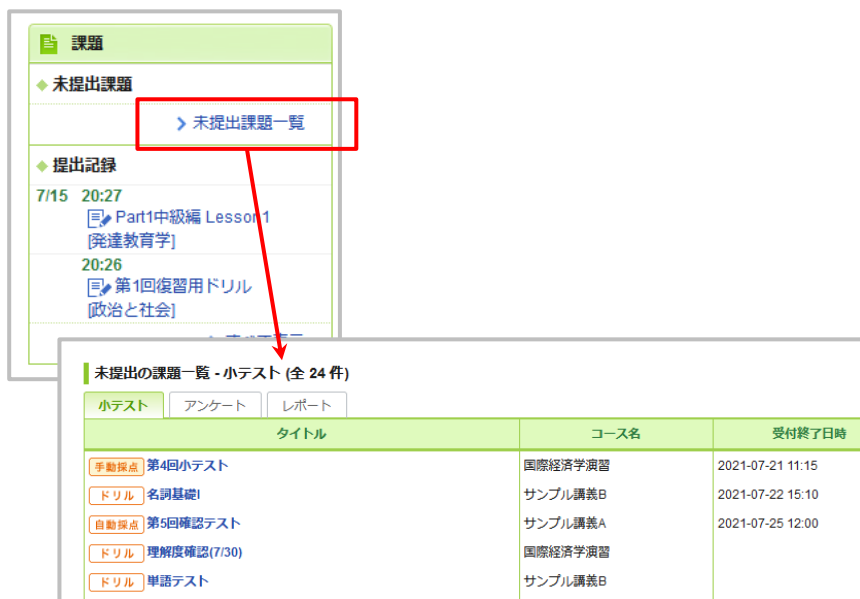 課題
未提出課題
未提出課題一覧
提出記録
7/15 20:27
Part1中級編 Lesson1
[発達教育学]
20:26
第1回復習用ドリル
[政治と社会]
未提出の課題一覧 - 小テスト (全 24 件)
小テスト アンケート レポート
タイトル コース名 受付終了日時
手動採点 第4回小テスト 国際経済学演習 2021-07-21 11:15
ドリル 名詞基礎I サンプル講義B 2021-07-22 15:10
自動採点 第5回確認テスト サンプル講義A 2021-07-25 12:00
ドリル 理解度確認(7/30) 国際経済学演習
ドリル 単語テスト サンプル講義B